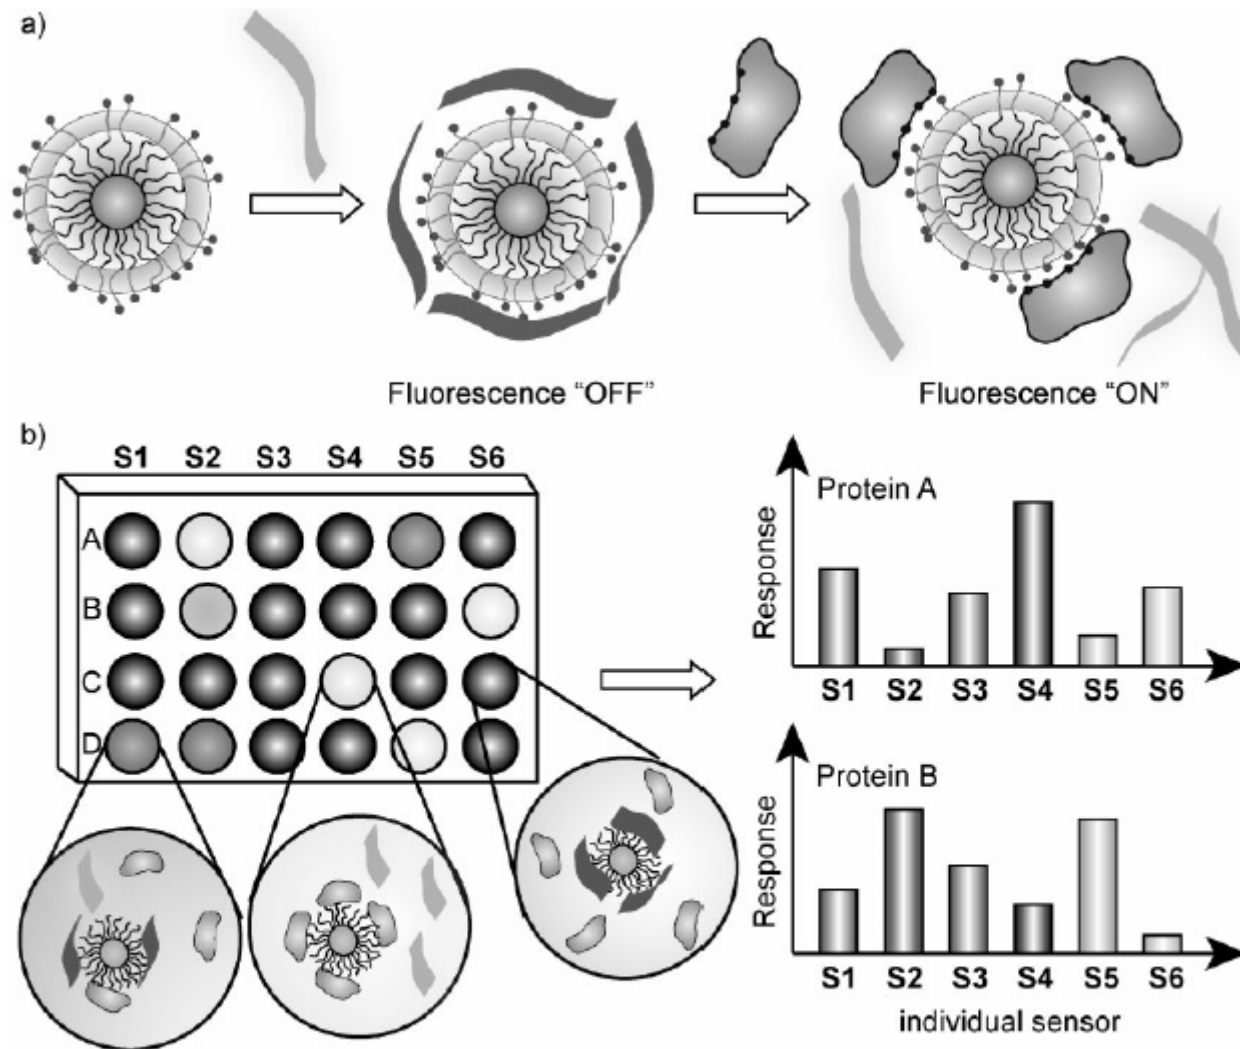 a)
Fluorescence “OFF”
Fluorescence “ON”
b)
S1 S2 S3 S4 S5 S6
A
B
C
D
Response
Protein A
S1 S2 S3 S4 S5 S6
Response
Protein B
S1 S2 S3 S4 S5 S6
individual sensor